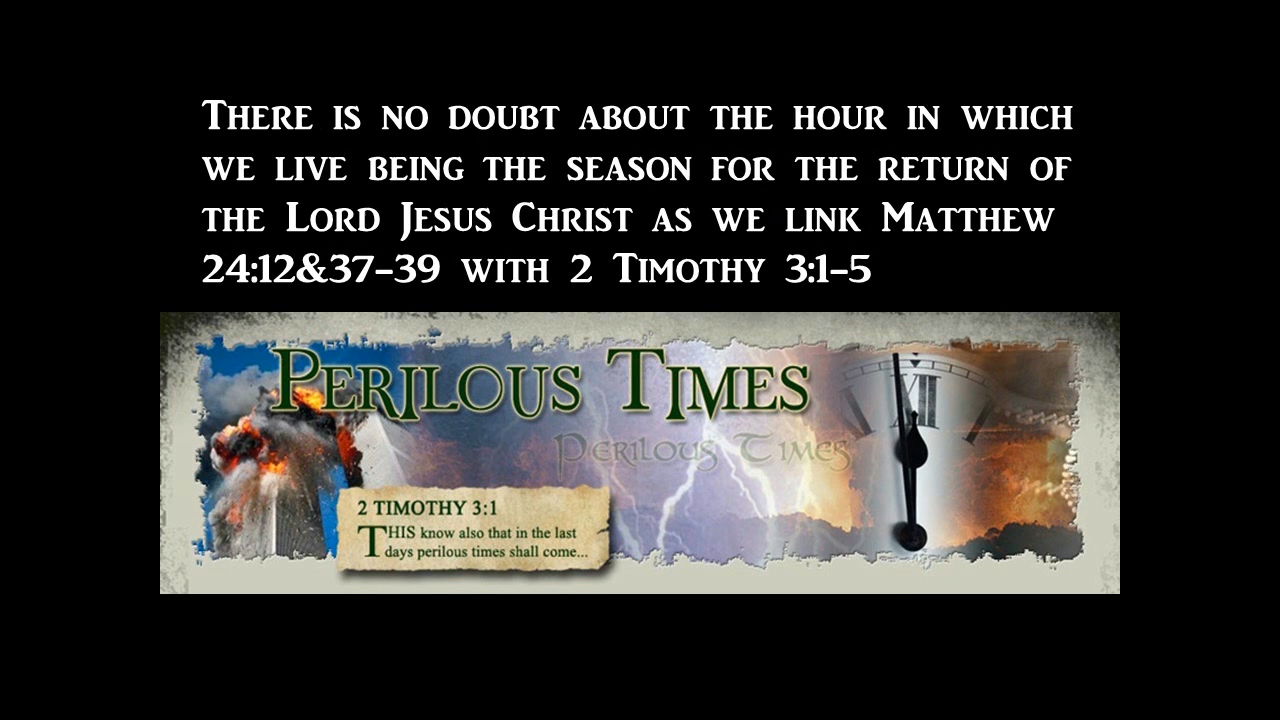 There is no doubt about the hour in which
we live being the season for the return of
the Lord Jesus Christ as we link Matthew
24:12&37-39 with 2 Timothy 3:1-5
Perilous Times
Perilous Times
XII
2 TIMOTHY 3:1
THIS know also that in the last
days perilous times shall come...